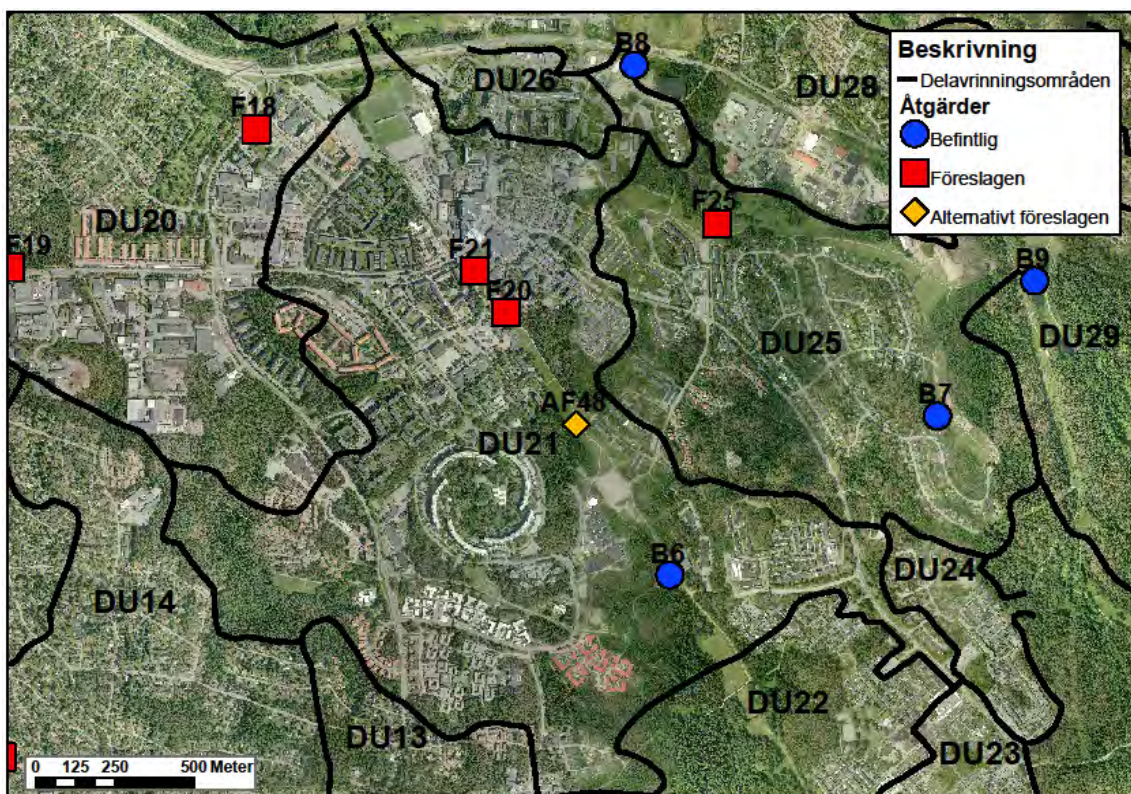 B8
DU26
DU28
Beskrivning
Delavrinningsområden
Åtgärder
Befintlig
Föreslagen
Alternativt föreslagen
F18
DU20
F19
F21
F20
F25
B9
DU25
DU29
AF48
DU21
B7
B6
DU24
DU14
DU22
DU13
DU23
0 125 250 500 Meter